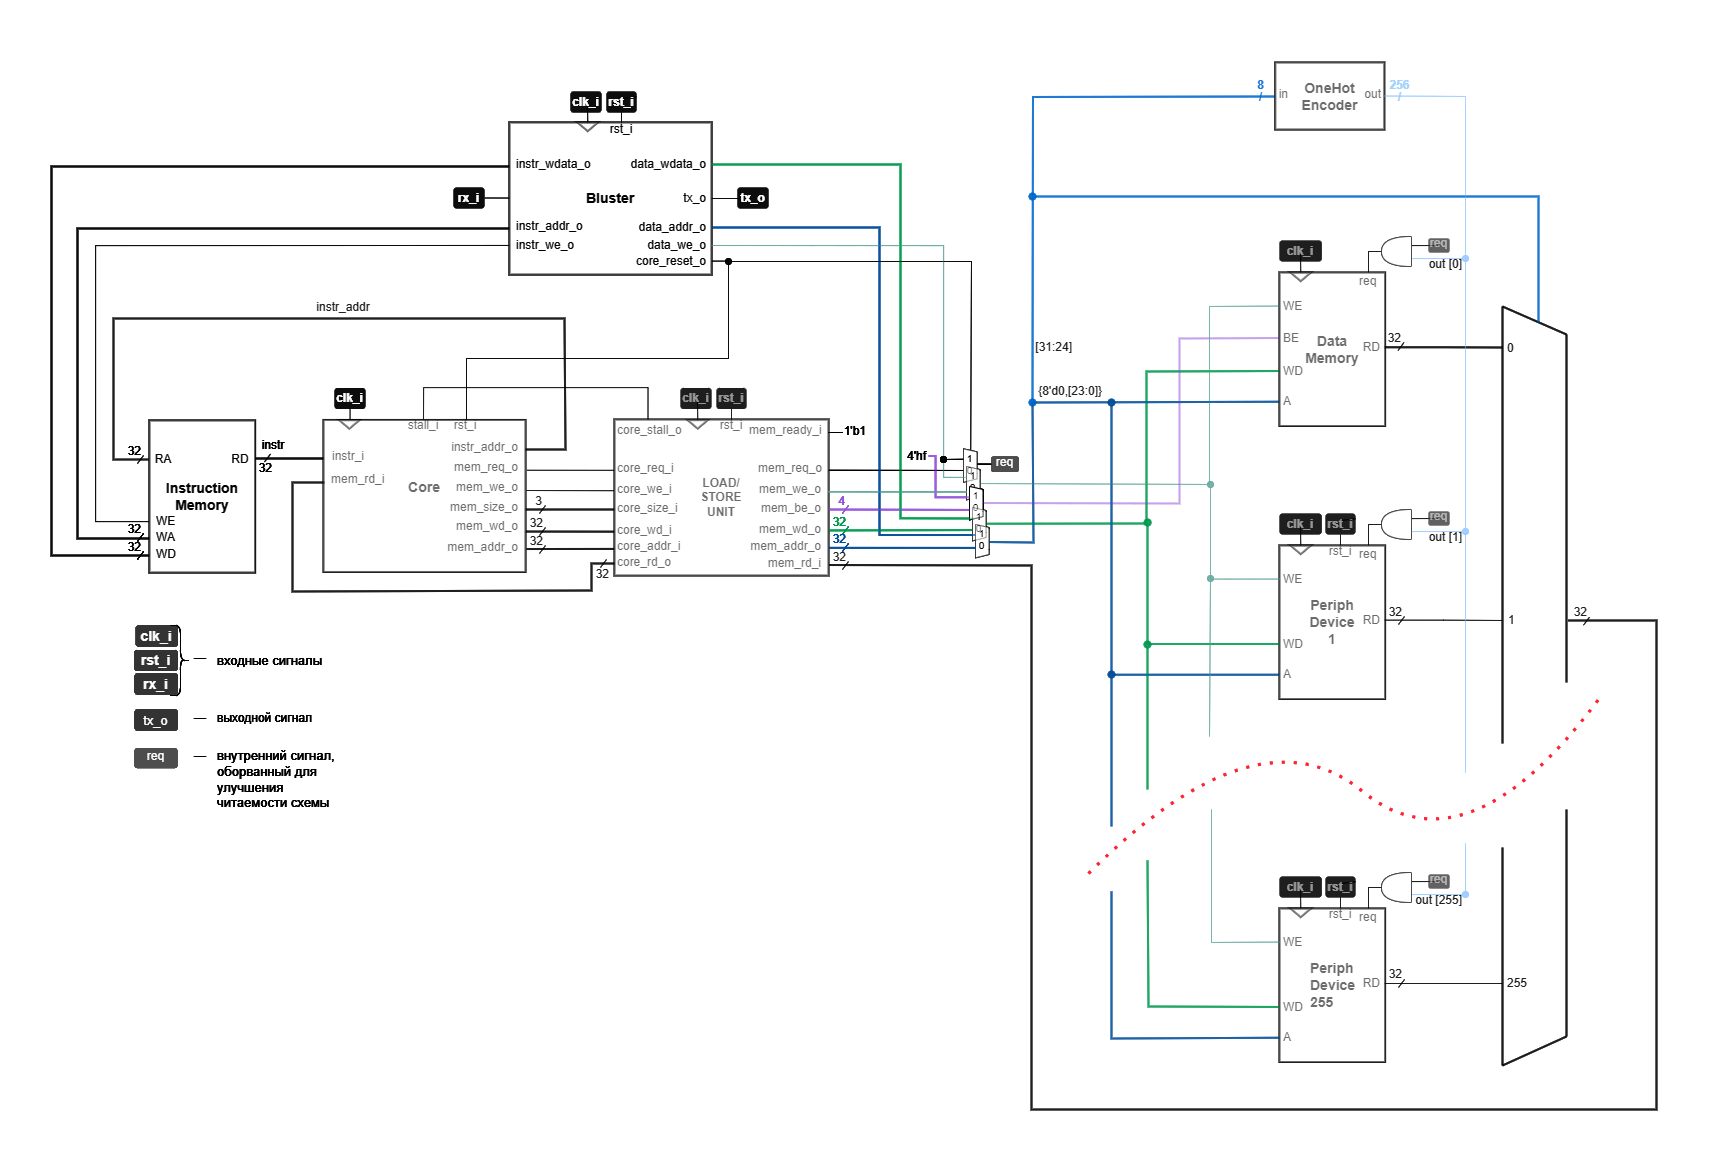 8
in
OneHot
Encoder
out
256
clk_i
rst_i
rst_i
instr_wdata_o
data_wdata_o
rx_i
Bluster
tx_o
tx_o
instr_addr_o
data_addr_o
instr_we_o
data_we_o
core_reset_o
clk_i
req
out [0]
req
instr_addr
WE
BE
Data
Memory
RD
32
WD
A
0
[31:24]
{8'd0,[23:0]}
clk_i
clk_i
rst_i
stall_i
rst_i
rst_i
core_stall_o
mem_ready_i
1'b1
32
RA
RD
instr
32
Instruction
Memory
WE
32
WA
32
WD
instr_i
mem_rd_i
Core
instr_addr_o
mem_req_o
mem_we_o
mem_size_o
3
mem_wd_o
32
mem_addr_o
32
core_req_i
core_we_i
core_size_i
core_wd_i
core_addr_i
core_rd_o
32
LOAD/
STORE
UNIT
mem_req_o
mem_we_o
mem_be_o
4
mem_wd_o
32
mem_addr_o
32
mem_rd_i
32
4'hf
1
0
1
0
1
0
1
0
1
0
req
clk_i
rst_i
req
out [1]
rst_i
req
WE
Periph
Device
1
RD
32
WD
A
1
32
clk_i
rst_i
rx_i
входные сигналы
tx_o
выходной сигнал
req
внутренний сигнал,
оборванный для
улучшения
читаемости схемы
clk_i
rst_i
req
out [255]
rst_i
req
WE
Periph
Device
255
RD
32
WD
A
255